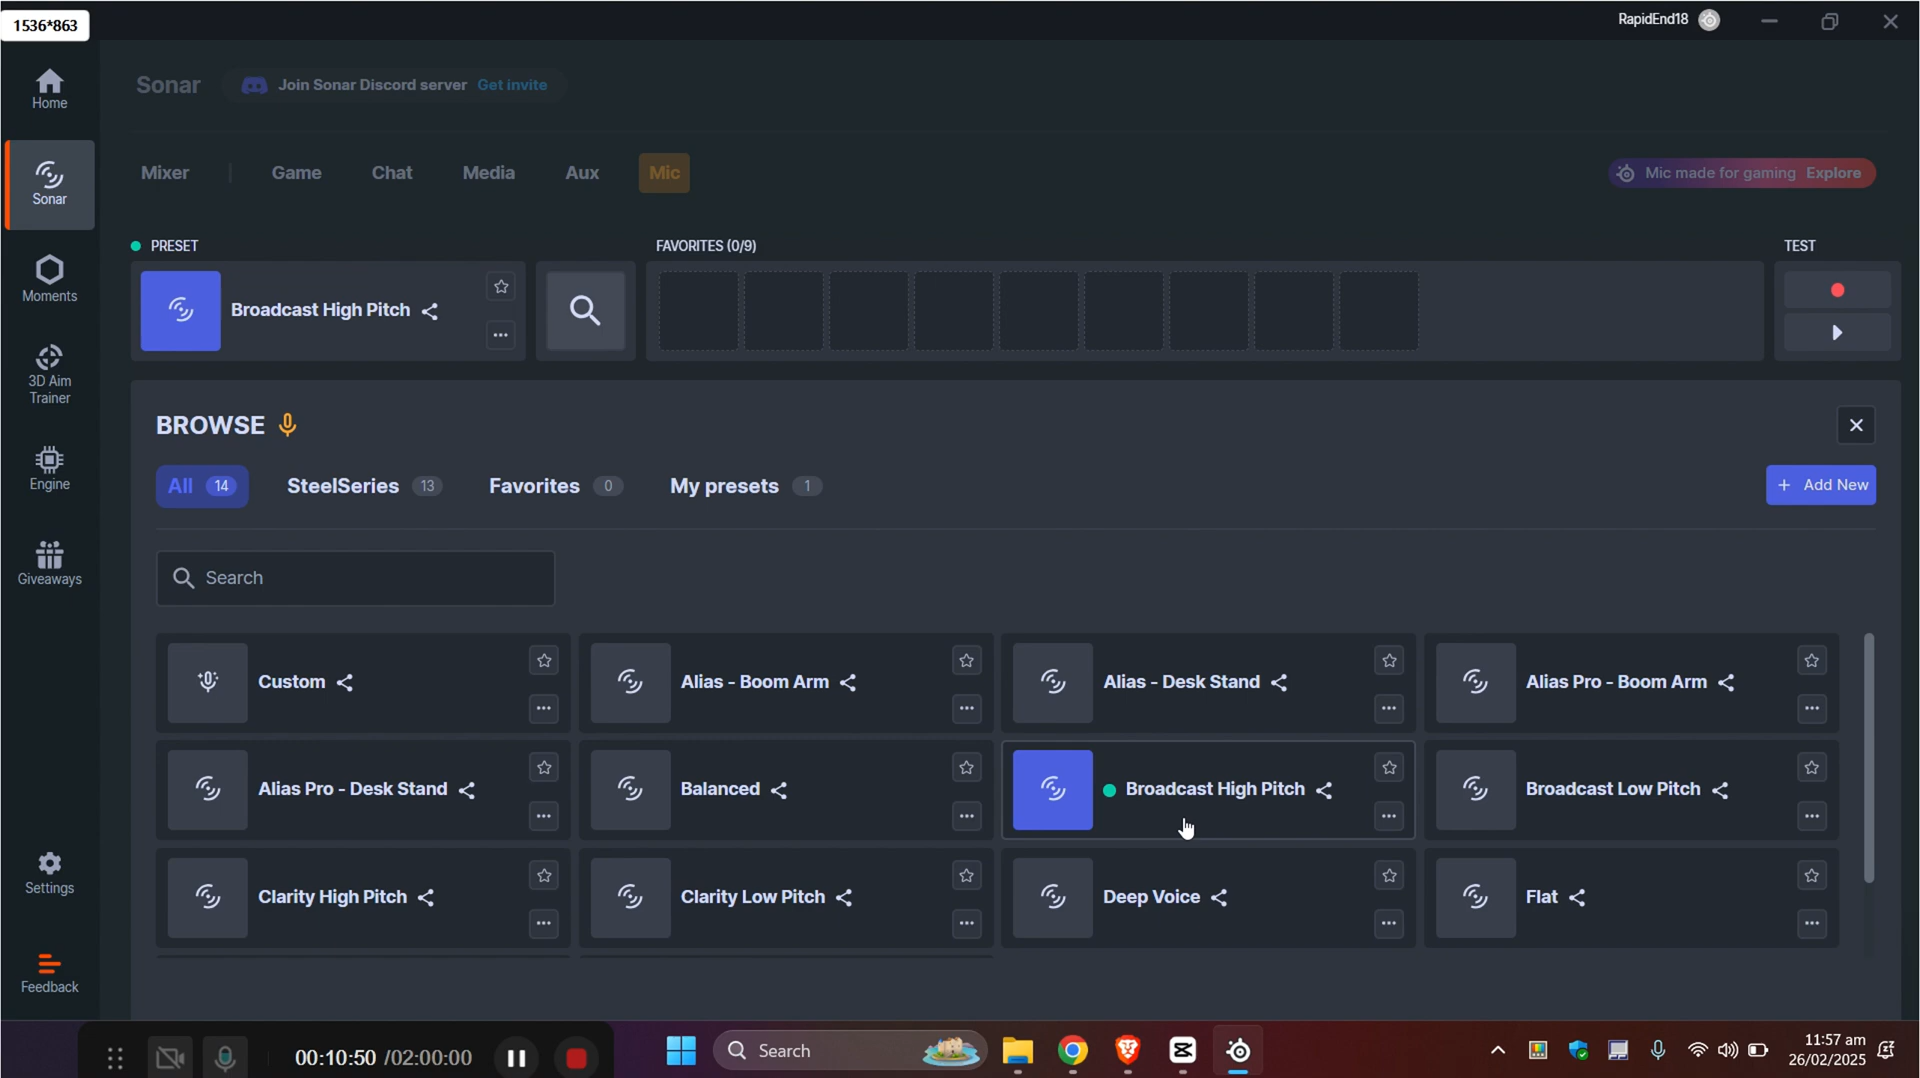 1536*863
RapidEnd18
Home
Sonar
Moments
3D Aim
Trainer
Engine
Giveaways
Settings
Feedback
Sonar
Join Sonar Discord server Get invite
Mixer
Game
Chat
Media
Aux
Mic
Mic made for gaming Explore
PRESET
FAVORITES (0/9)
TEST
Broadcast High Pitch
BROWSE
All 14
SteelSeries 13
Favorites 0
My presets 1
+ Add New
Search
Custom
Alias - Boom Arm
Alias - Desk Stand
Alias Pro - Boom Arm
Alias Pro - Desk Stand
Balanced
Broadcast High Pitch
Broadcast Low Pitch
Clarity High Pitch
Clarity Low Pitch
Deep Voice
Flat
00:10:50 /02:00:00
Search
11:57 am
26/02/2025